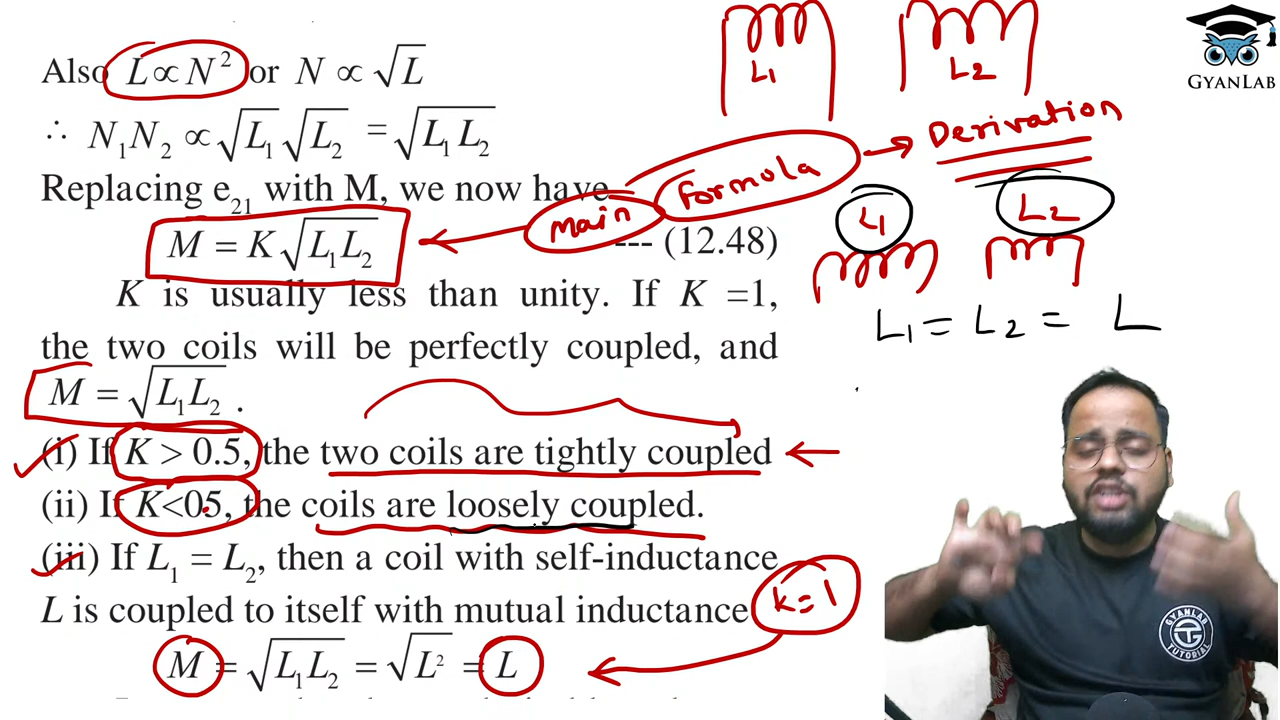 Also L ∝ N² or N ∝ √L
∴ N₁N₂ ∝ √L₁ √L₂ = √L₁L₂
Replacing e₂₁ with M, we now have
M = K √L₁L₂ --- (12.48)
K is usually less than unity. If K =1,
the two coils will be perfectly coupled, and
M = √L₁L₂ .
(i) If K > 0.5, the two coils are tightly coupled
(ii) If K<05, the coils are loosely coupled.
(iii) If L₁ = L₂, then a coil with self-inductance
L is coupled to itself with mutual inductance
M = √L₁L₂ = √L² = L
L₁
L₂
main formula → Derivation
L₁
L₂
L₁ = L₂ = L
k=1
GYANLAB
GYANLAB
TUTORIAL